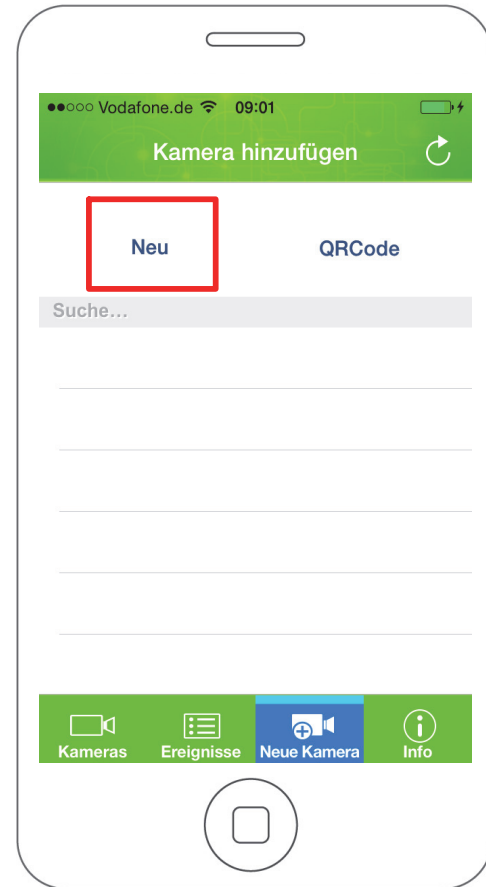 Vodafone.de 09:01
Kamera hinzufügen
Neu QRCode
Suche...
Kameras Ereignisse Neue Kamera Info